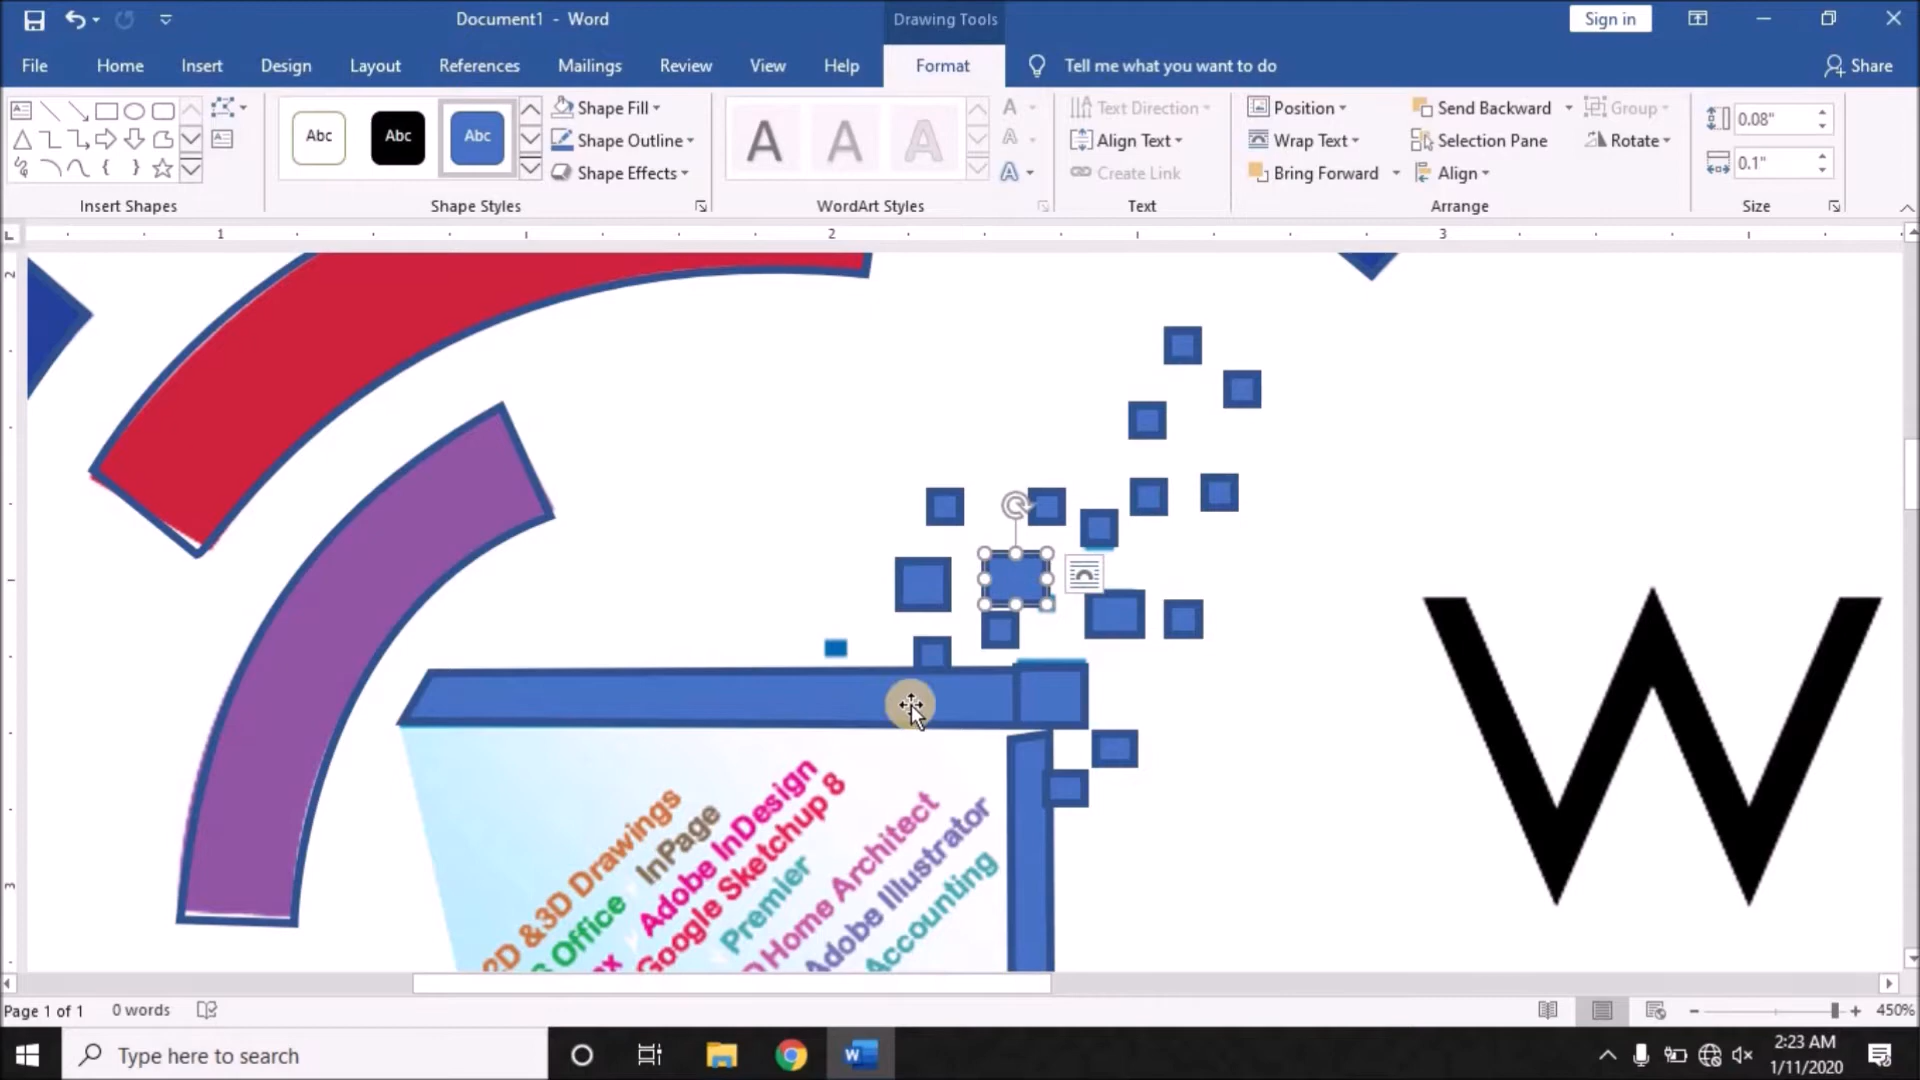 Document1 - Word
Drawing Tools
Sign in
File
Home
Insert
Design
Layout
References
Mailings
Review
View
Help
Format
Tell me what you want to do
Share
Abc
Abc
Abc
Shape Fill
Shape Outline
Shape Effects
A
A
A
A
A
A
Text Direction
Align Text
Create Link
Position
Wrap Text
Bring Forward
Send Backward
Selection Pane
Align
Group
Rotate
0.08"
0.1"
Insert Shapes
Shape Styles
WordArt Styles
Text
Arrange
Size
1
2
3
2
3
W
2D &3D Drawings
Office
InPage
Adobe InDesign
Google Sketchup 8
Premier
Home Architect
Adobe Illustrator
Accounting
Page 1 of 1
0 words
450%
Type here to search
2:23 AM
1/11/2020